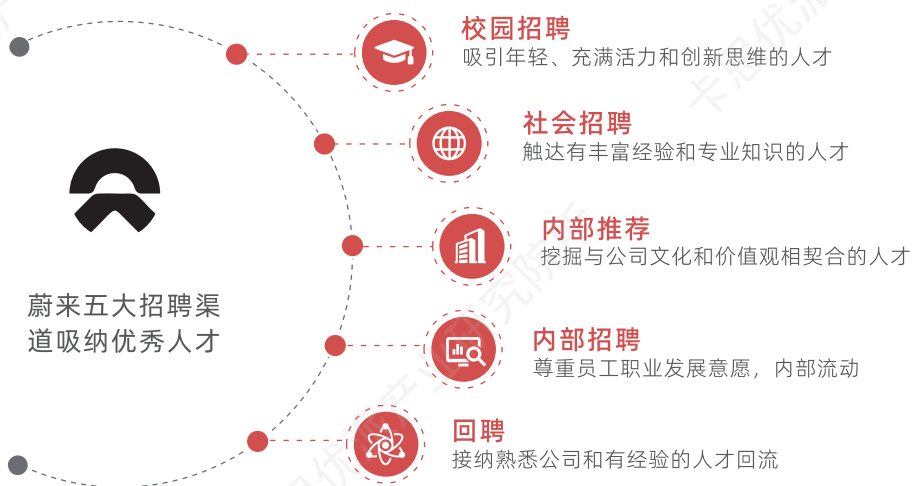 校园招聘
吸引年轻、充满活力和创新思维的人才
社会招聘
触达有丰富经验和专业知识的人才
内部推荐
挖掘与公司文化和价值观相契合的人才
蔚来五大招聘渠
道吸纳优秀人才
内部招聘
尊重员工职业发展意愿，内部流动
回聘
接纳熟悉公司和有经验的人才回流